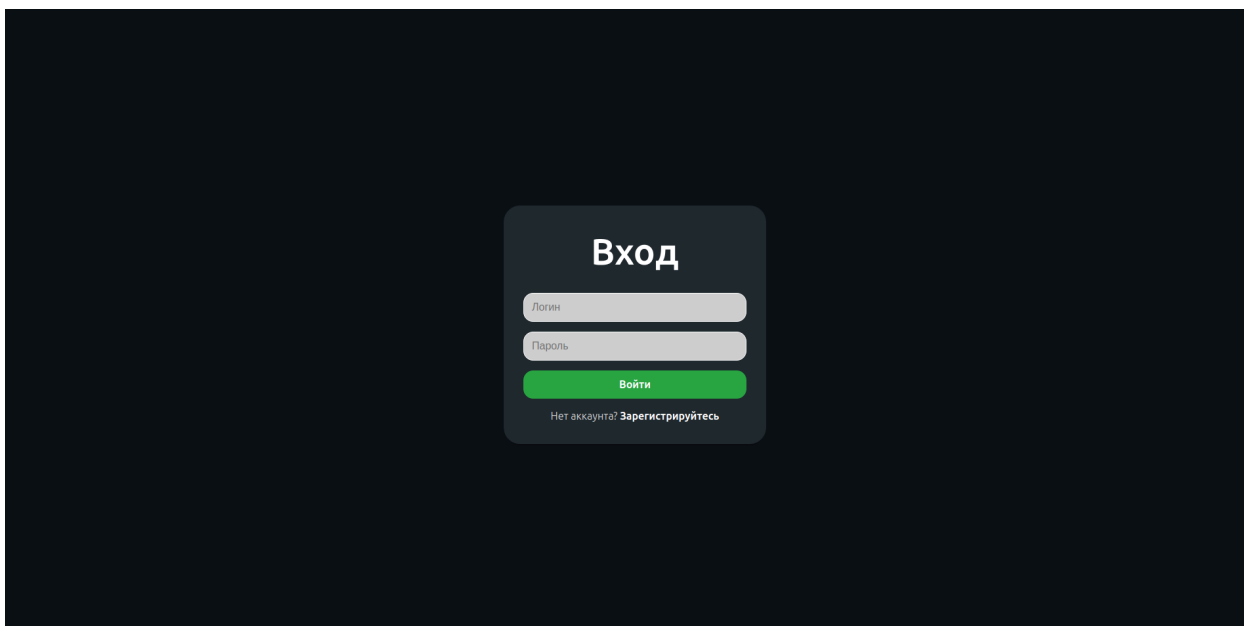 Вход
Логин
Пароль
Войти
Нет аккаунта? Зарегистрируйтесь